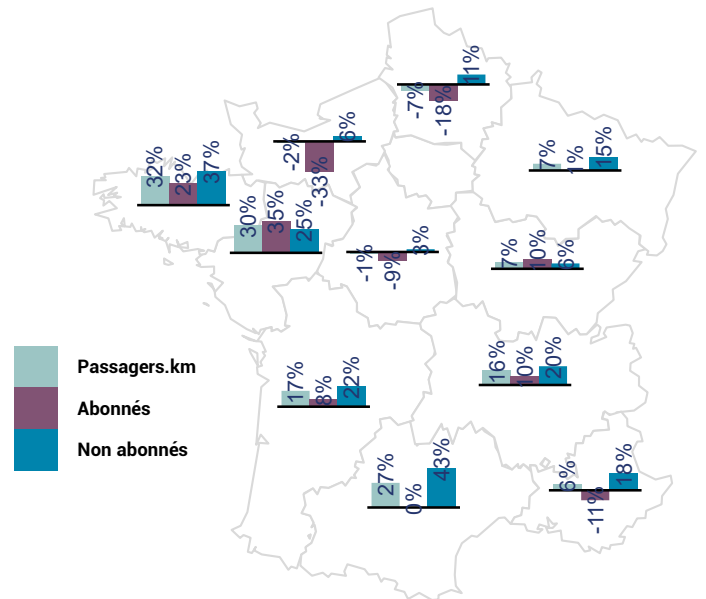 -7% -18% 11%
-2% -33% 6%
7% 1% 15%
32% 23% 37%
30% 35% 25%
-1% -9% 3%
7% 10% 6%
Passagers.km
Abonnés
Non abonnés
17% 8% 22%
16% 10% 20%
27% 0% 43%
6% -11% 18%